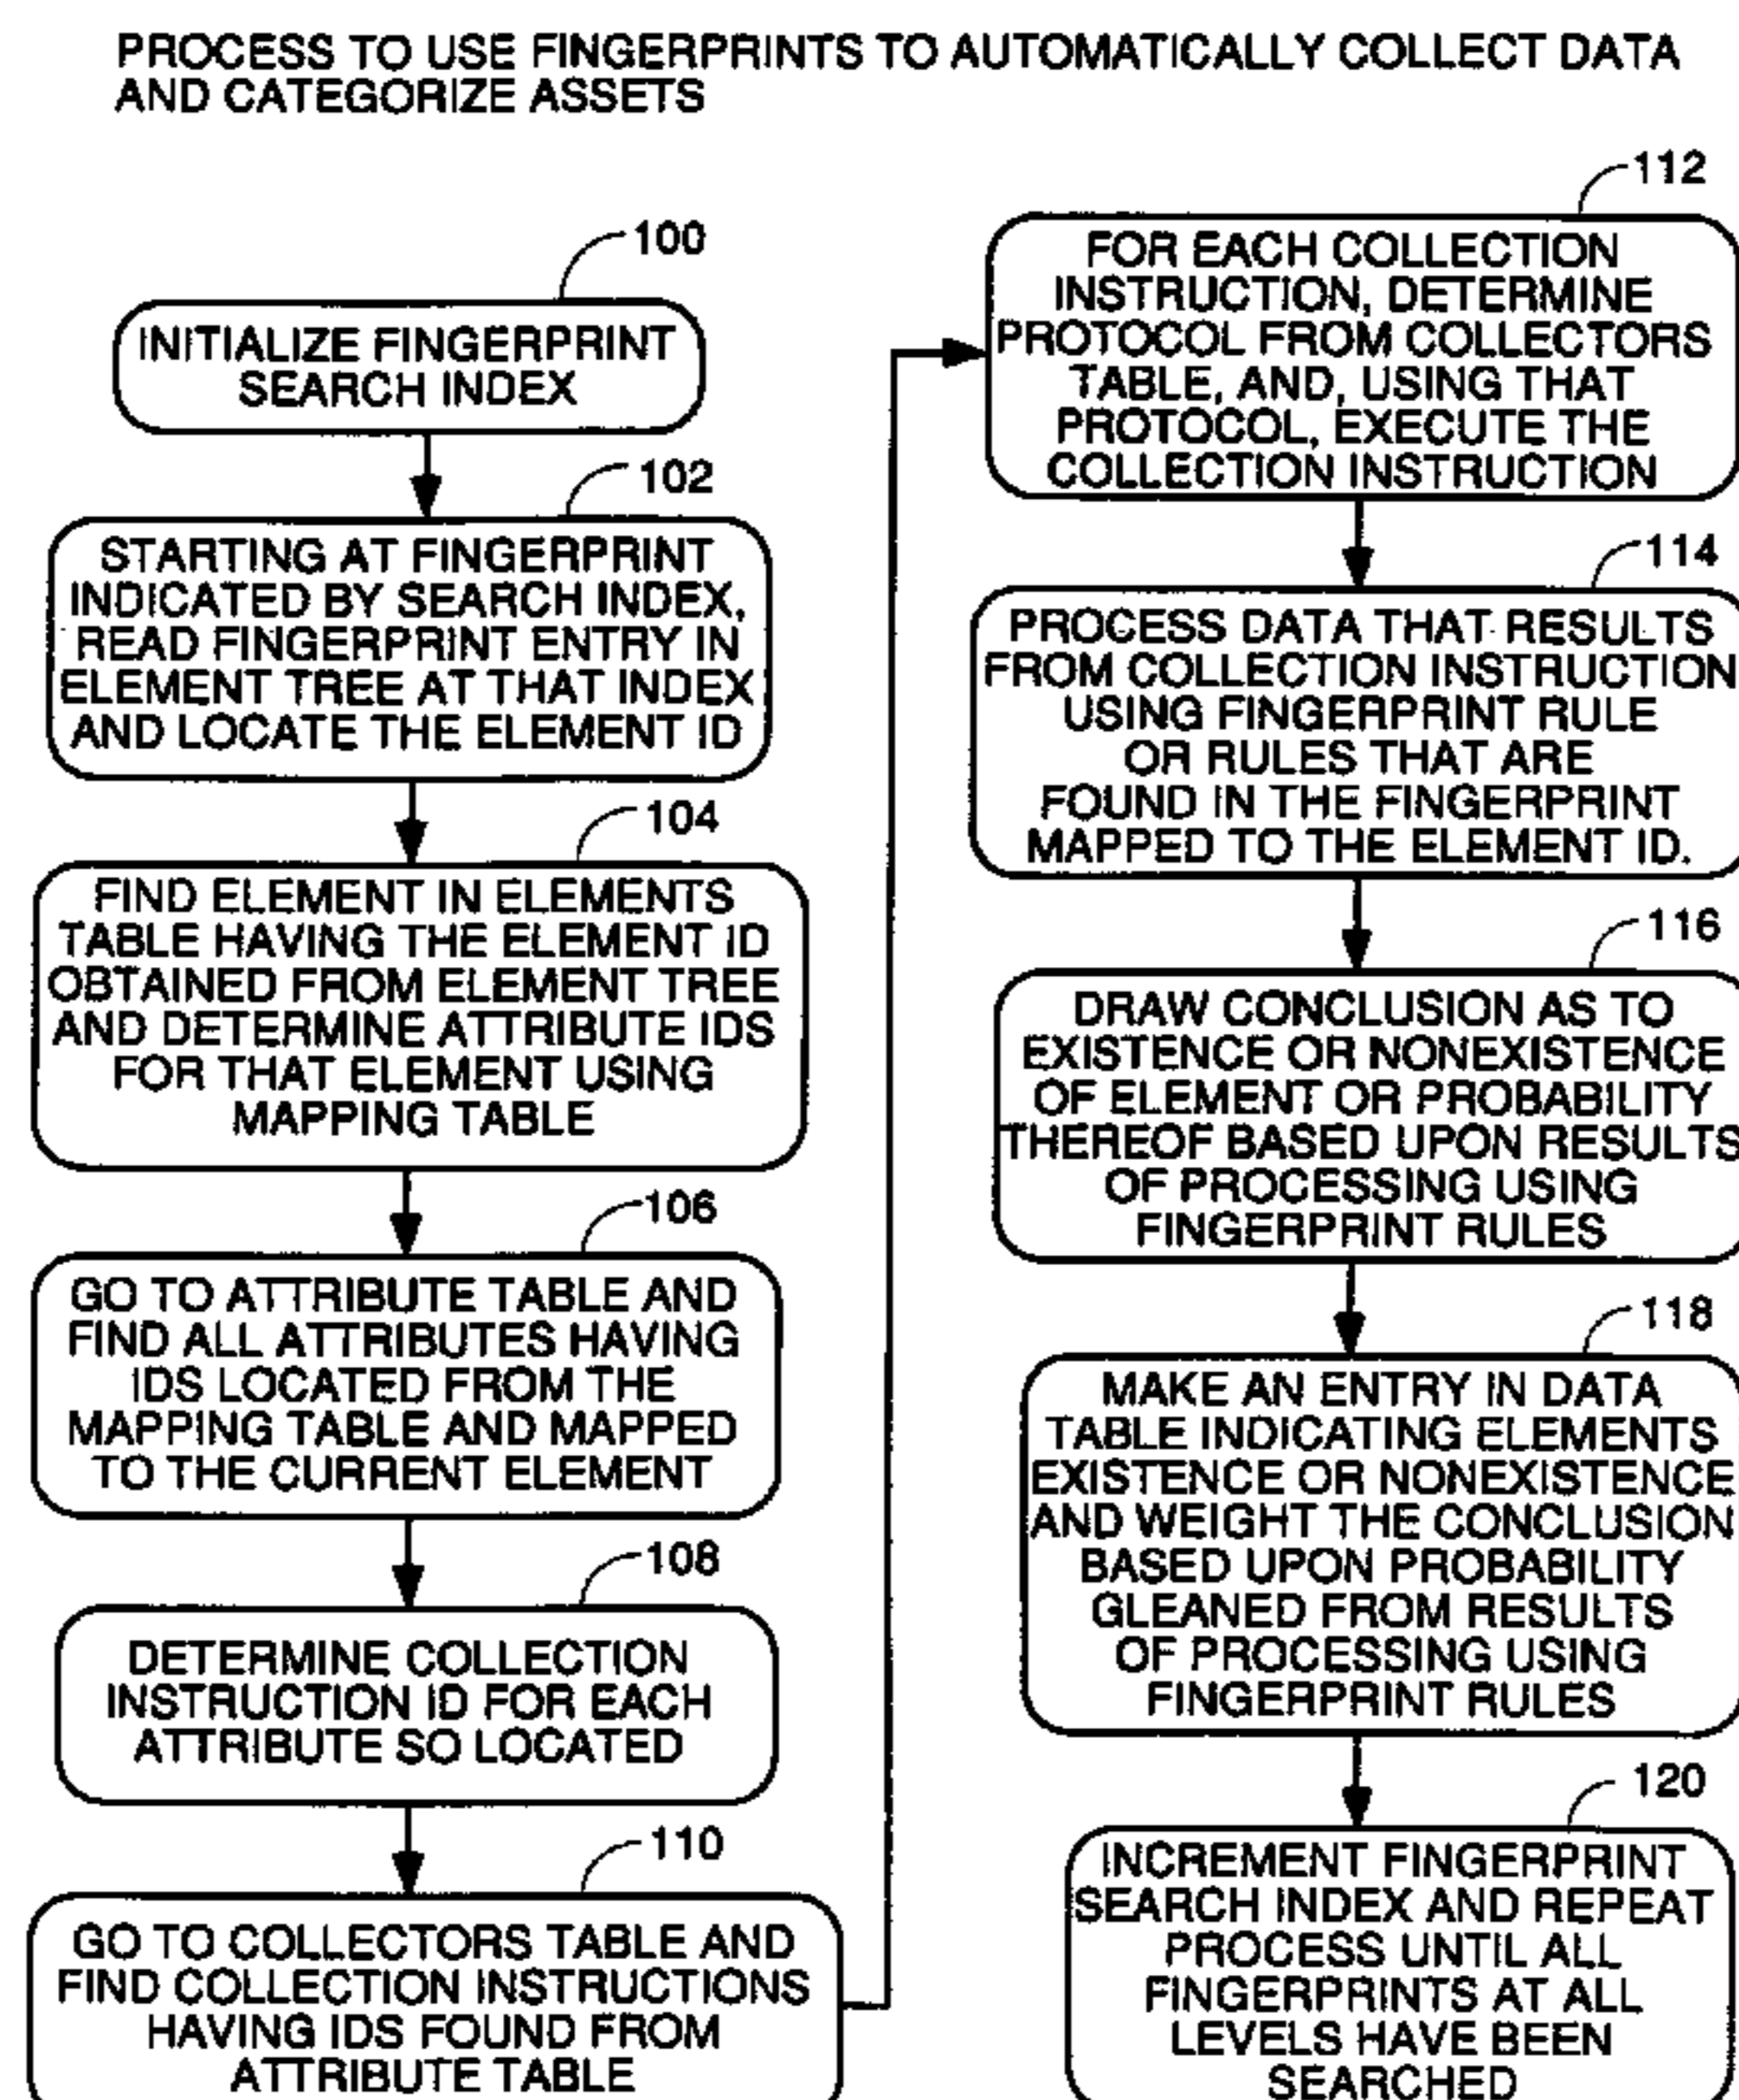 PROCESS TO USE FINGERPRINTS TO AUTOMATICALLY COLLECT DATA
AND CATEGORIZE ASSETS
100
INITIALIZE FINGERPRINT
SEARCH INDEX
102
STARTING AT FINGERPRINT
INDICATED BY SEARCH INDEX,
READ FINGERPRINT ENTRY IN
ELEMENT TREE AT THAT INDEX
AND LOCATE THE ELEMENT ID
104
FIND ELEMENT IN ELEMENTS
TABLE HAVING THE ELEMENT ID
OBTAINED FROM ELEMENT TREE
AND DETERMINE ATTRIBUTE IDS
FOR THAT ELEMENT USING
MAPPING TABLE
106
GO TO ATTRIBUTE TABLE AND
FIND ALL ATTRIBUTES HAVING
IDS LOCATED FROM THE
MAPPING TABLE AND MAPPED
TO THE CURRENT ELEMENT
108
DETERMINE COLLECTION
INSTRUCTION ID FOR EACH
ATTRIBUTE SO LOCATED
110
GO TO COLLECTORS TABLE AND
FIND COLLECTION INSTRUCTIONS
HAVING IDS FOUND FROM
ATTRIBUTE TABLE
112
FOR EACH COLLECTION
INSTRUCTION, DETERMINE
PROTOCOL FROM COLLECTORS
TABLE, AND, USING THAT
PROTOCOL, EXECUTE THE
COLLECTION INSTRUCTION
114
PROCESS DATA THAT RESULTS
FROM COLLECTION INSTRUCTION
USING FINGERPRINT RULE
OR RULES THAT ARE
FOUND IN THE FINGERPRINT
MAPPED TO THE ELEMENT ID.
116
DRAW CONCLUSION AS TO
EXISTENCE OR NONEXISTENCE
OF ELEMENT OR PROBABILITY
THEREOF BASED UPON RESULTS
OF PROCESSING USING
FINGERPRINT RULES
118
MAKE AN ENTRY IN DATA
TABLE INDICATING ELEMENTS
EXISTENCE OR NONEXISTENCE
AND WEIGHT THE CONCLUSION
BASED UPON PROBABILITY
GLEANED FROM RESULTS
OF PROCESSING USING
FINGERPRINT RULES
120
INCREMENT FINGERPRINT
SEARCH INDEX AND REPEAT
PROCESS UNTIL ALL
FINGERPRINTS AT ALL
LEVELS HAVE BEEN
SEARCHED